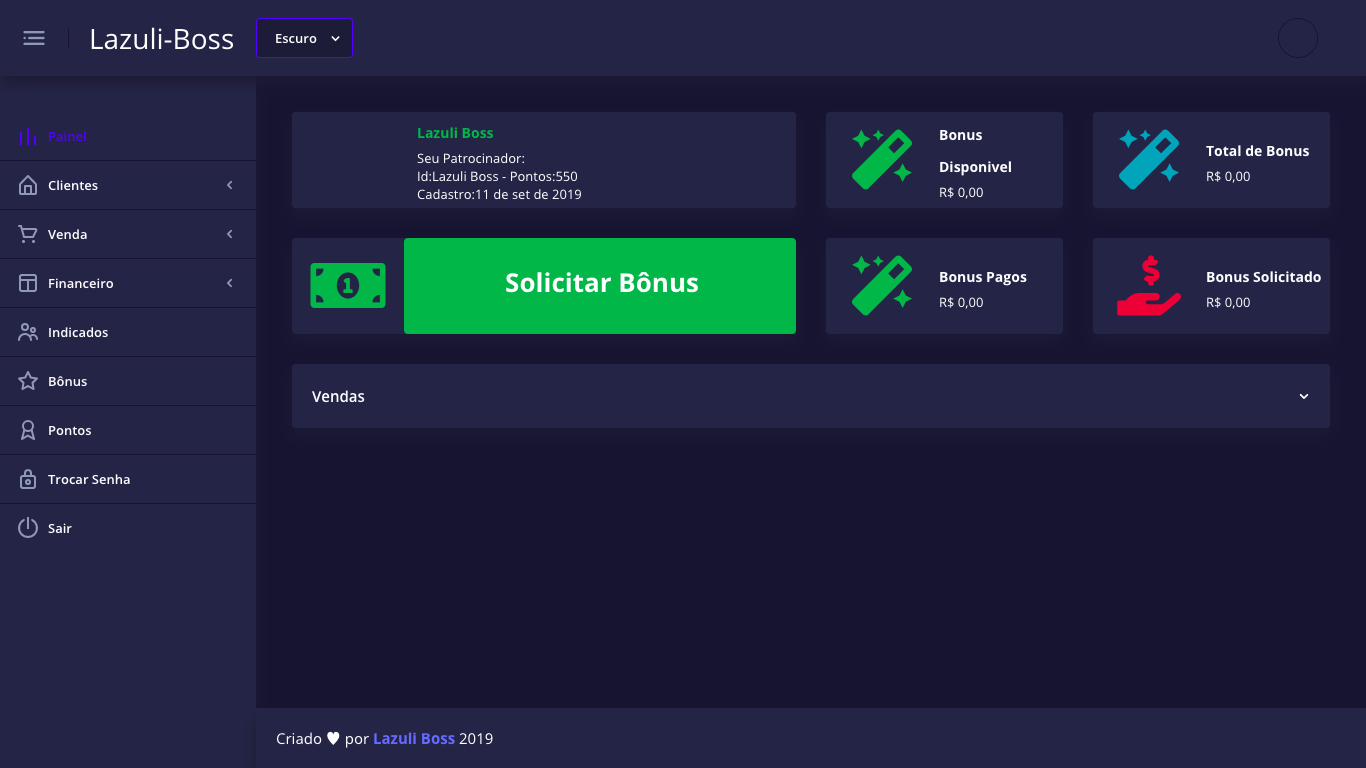 Lazuli-Boss
Escuro
Painel
Clientes
Venda
Financeiro
Indicados
Bônus
Pontos
Trocar Senha
Sair
Lazuli Boss
Seu Patrocinador:
Id:Lazuli Boss - Pontos:550
Cadastro:11 de set de 2019
Bonus
Disponivel
R$ 0,00
Total de Bonus
R$ 0,00
1
Solicitar Bônus
Bonus Pagos
R$ 0,00
$
Bonus Solicitado
R$ 0,00
Vendas
Criado ♥ por Lazuli Boss 2019